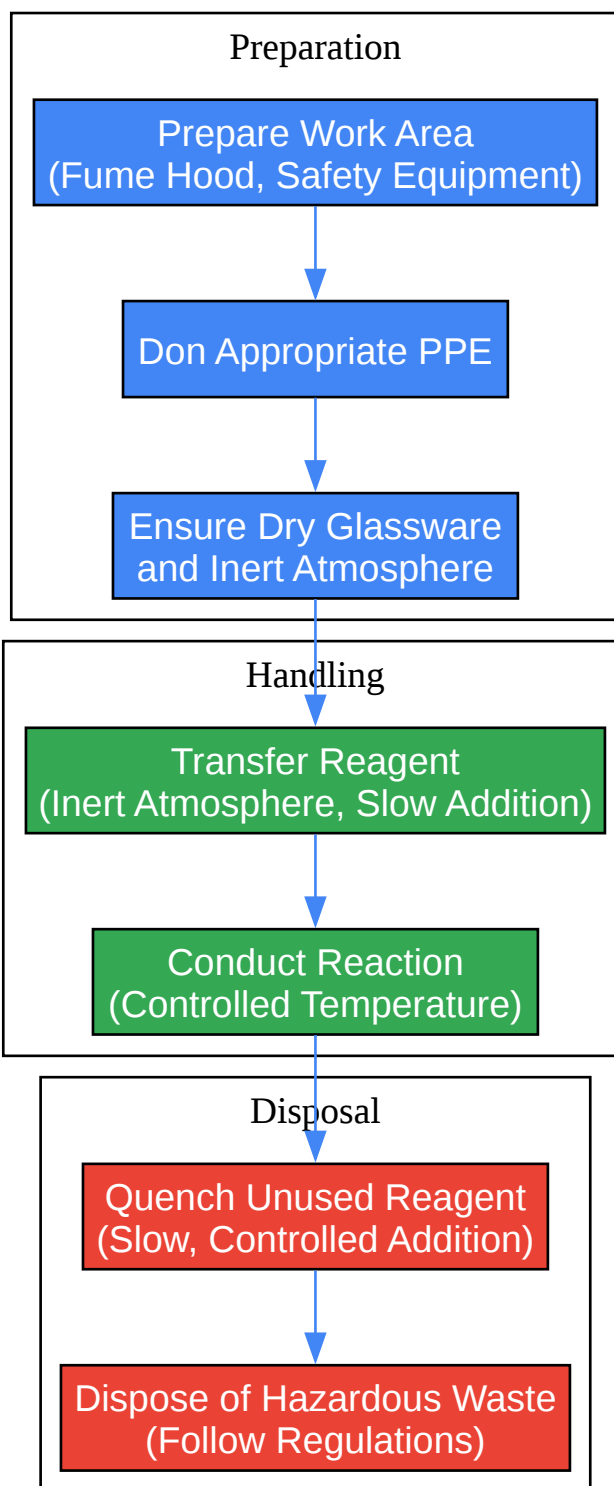 Preparation
Prepare Work Area
(Fume Hood, Safety Equipment)
Don Appropriate PPE
Ensure Dry Glassware
and Inert Atmosphere
Handling
Transfer Reagent
(Inert Atmosphere, Slow Addition)
Conduct Reaction
(Controlled Temperature)
Disposal
Quench Unused Reagent
(Slow, Controlled Addition)
Dispose of Hazardous Waste
(Follow Regulations)